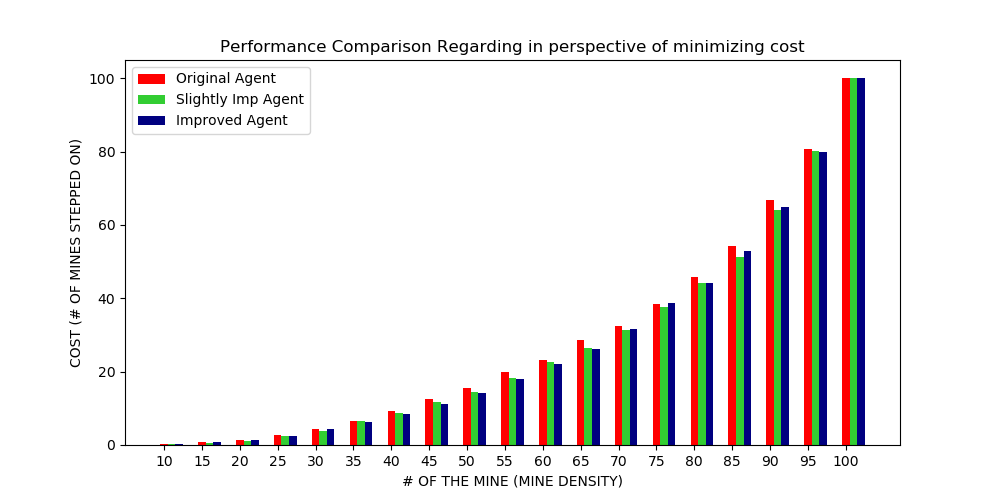 Performance Comparison Regarding in perspective of minimizing cost
Original Agent
Slightly Imp Agent
Improved Agent
COST (# OF MINES STEPPED ON)
100
80
60
40
20
0
10 15 20 25 30 35 40 45 50 55 60 65 70 75 80 85 90 95 100
# OF THE MINE (MINE DENSITY)